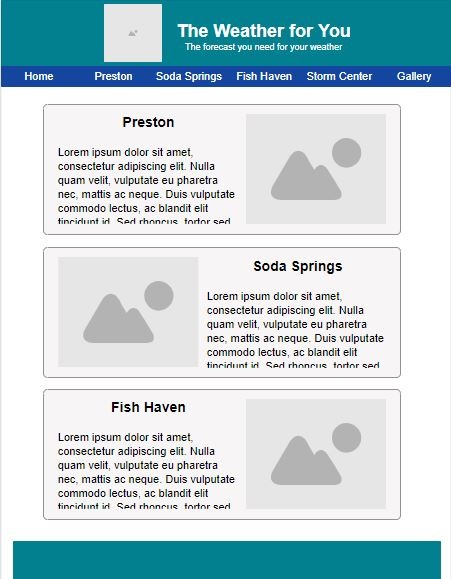 The Weather for You
The forecast you need for your weather
Home Preston Soda Springs Fish Haven Storm Center Gallery
Preston
Lorem ipsum dolor sit amet,
consectetur adipiscing elit. Nulla
quam velit, vulputate eu pharetra
nec, mattis ac neque. Duis vulputate
commodo lectus, ac blandit elit
tincidunt id. Sed rhoncus, tortor sed
Soda Springs
Lorem ipsum dolor sit amet,
consectetur adipiscing elit. Nulla
quam velit, vulputate eu pharetra
nec, mattis ac neque. Duis vulputate
commodo lectus, ac blandit elit
tincidunt id. Sed rhoncus, tortor sed
Fish Haven
Lorem ipsum dolor sit amet,
consectetur adipiscing elit. Nulla
quam velit, vulputate eu pharetra
nec, mattis ac neque. Duis vulputate
commodo lectus, ac blandit elit
tincidunt id. Sed rhoncus, tortor sed